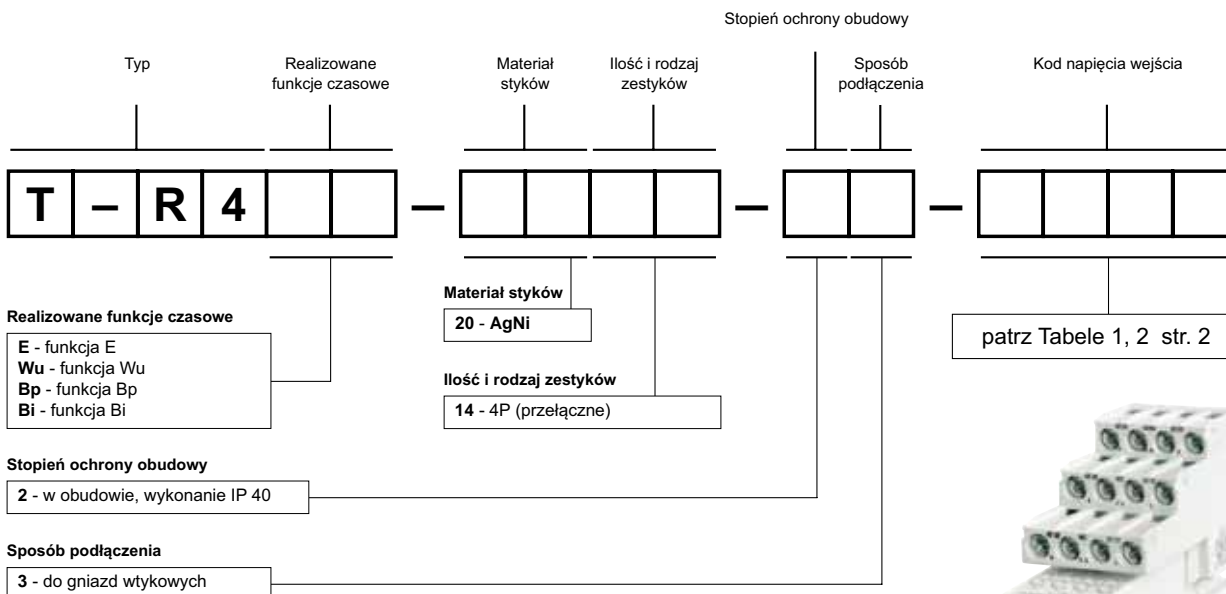 Stopień ochrony obudowy
Typ
Realizowane
funkcje czasowe
Materiał
styków
Ilość i rodzaj
zestyków
Sposób
podłączenia
Kod napięcia wejścia
T – R 4 – – –
Realizowane funkcje czasowe
E - funkcja E
Wu - funkcja Wu
Bp - funkcja Bp
Bi - funkcja Bi
Materiał styków
20 - AgNi
Ilość i rodzaj zestyków
14 - 4P (przełączne)
patrz Tabele 1, 2 str. 2
Stopień ochrony obudowy
2 - w obudowie, wykonanie IP 40
Sposób podłączenia
3 - do gniazd wtykowych